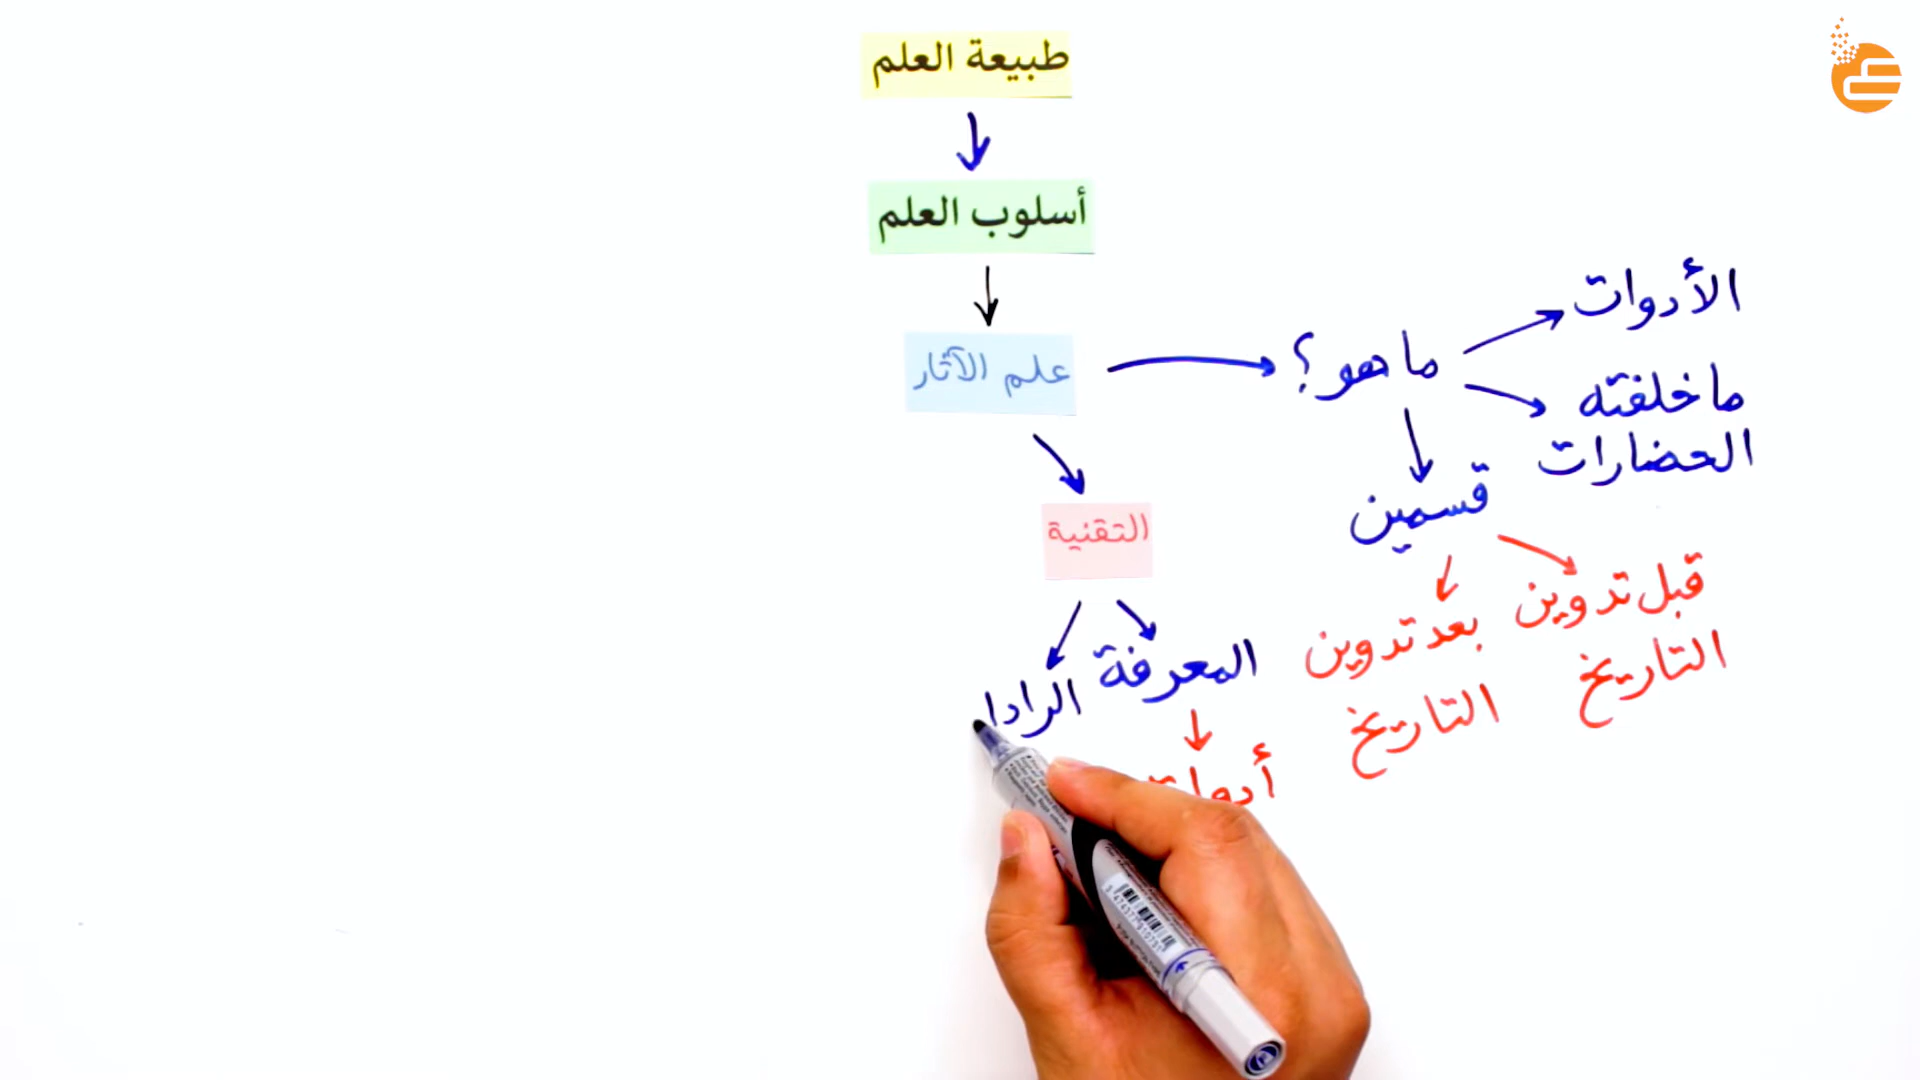 طبيعة العلم
أسلوب العلم
علم الآثار
ما هو؟
الأدوات
ما خلفته
الحضارات
قسمين
قبل تدوين
التاريخ
بعد تدوين
التاريخ
التقنية
المعرفة
الرادا